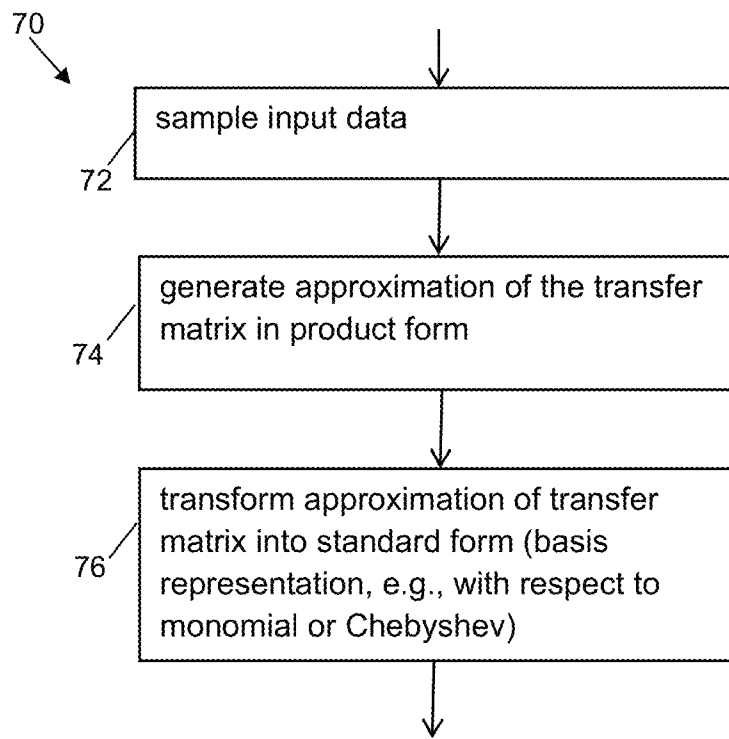 70
sample input data
72
generate approximation of the transfer
matrix in product form
74
transform approximation of transfer
matrix into standard form (basis
representation, e.g., with respect to
monomial or Chebyshev)
76